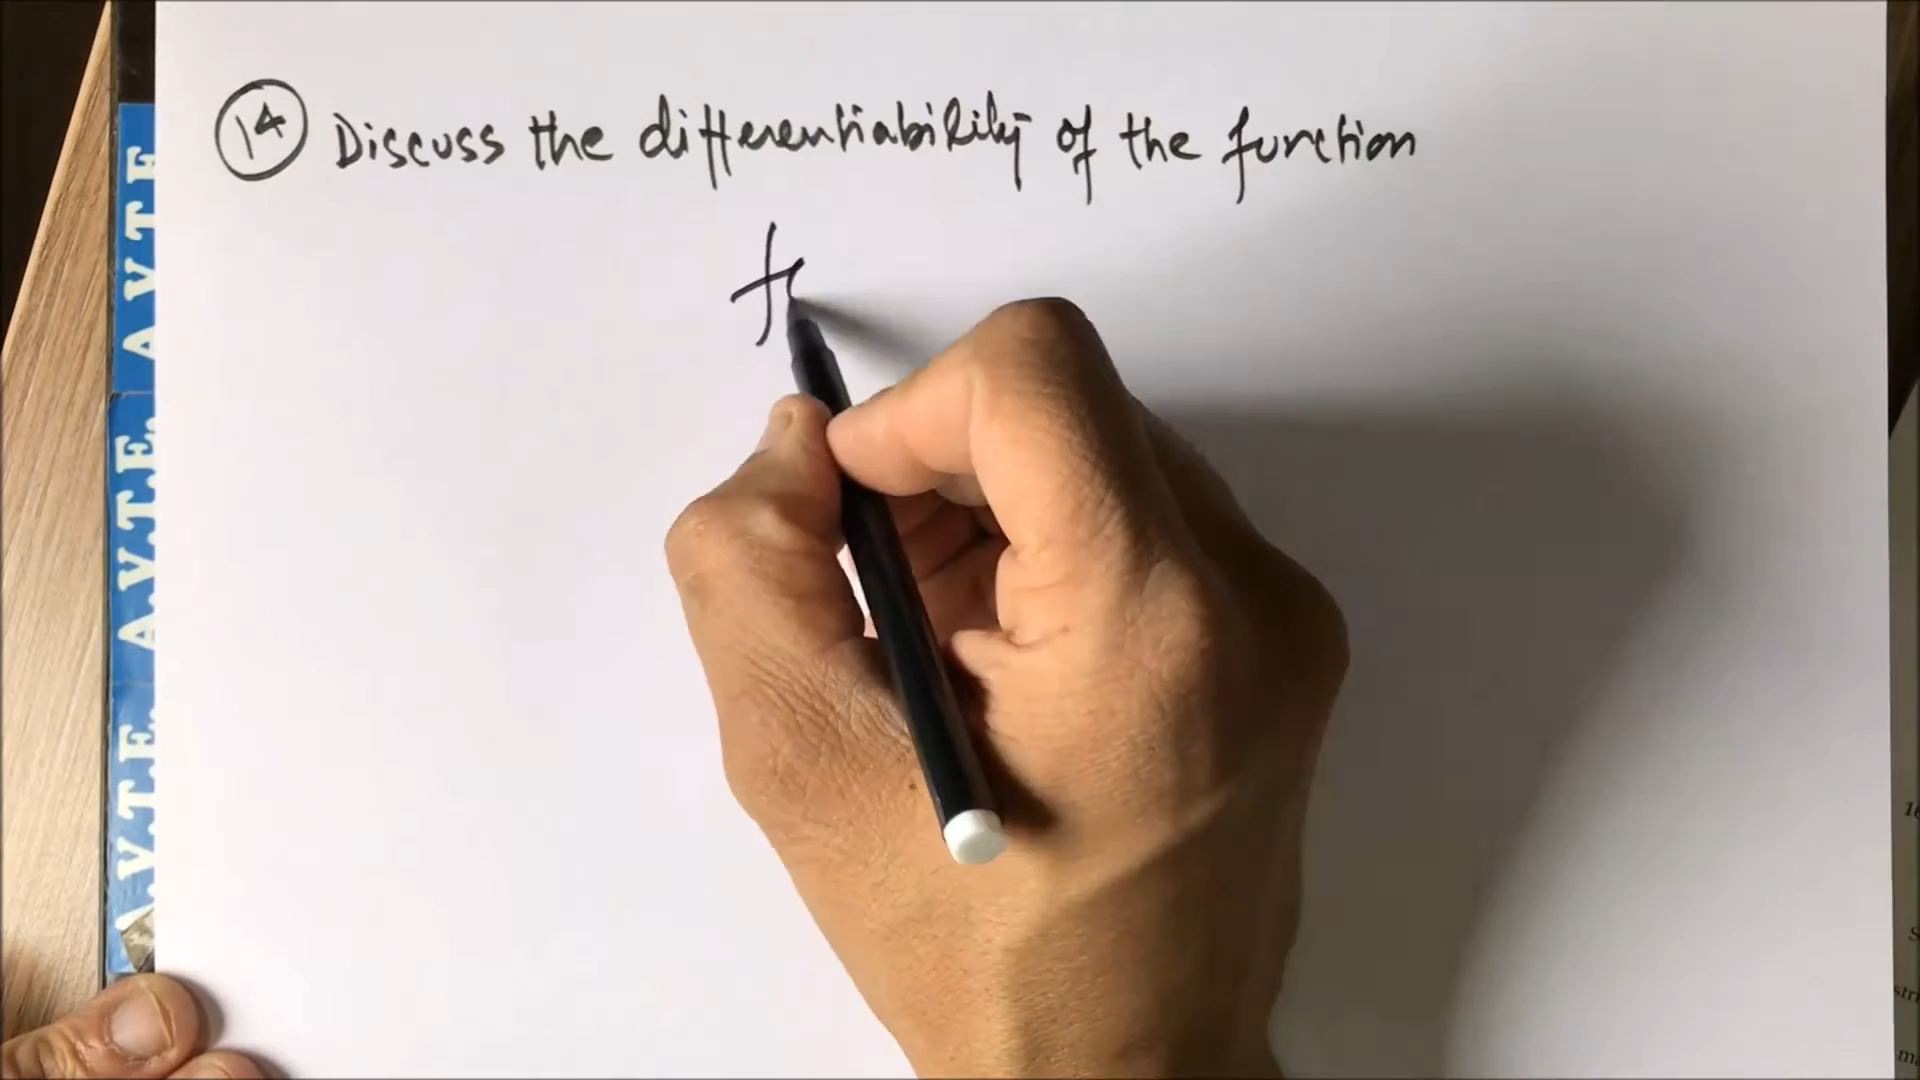 14 Discuss the differentiability of the function
f(
A.V.T.E. A.V.T.E. A.V.T.E